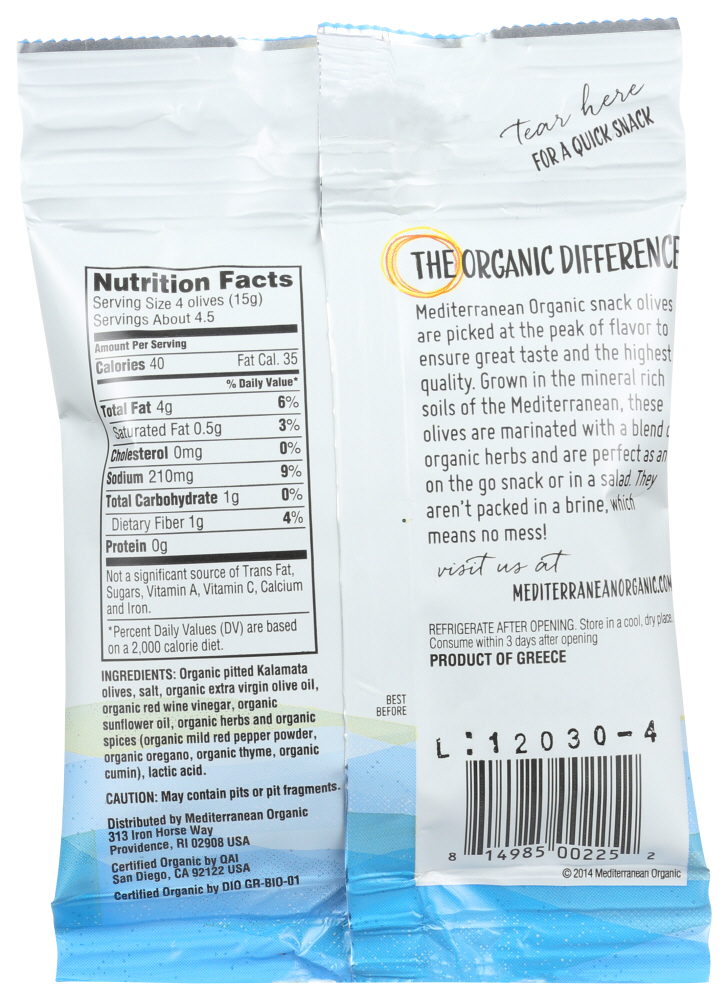 tear here
FOR A QUICK SNACK
Nutrition Facts
Serving Size 4 olives (15g)
Servings About 4.5
Amount Per Serving
Calories 40 Fat Cal. 35
% Daily Value*
Total Fat 4g 6%
Saturated Fat 0.5g 3%
Cholesterol 0mg 0%
Sodium 210mg 9%
Total Carbohydrate 1g 0%
Dietary Fiber 1g 4%
Protein 0g
Not a significant source of Trans Fat,
Sugars, Vitamin A, Vitamin C, Calcium
and Iron.
*Percent Daily Values (DV) are based
on a 2,000 calorie diet.
INGREDIENTS: Organic pitted Kalamata
olives, salt, organic extra virgin olive oil,
organic red wine vinegar, organic
sunflower oil, organic herbs and organic
spices (organic mild red pepper powder,
organic oregano, organic thyme, organic
cumin), lactic acid.
CAUTION: May contain pits or pit fragments.
Distributed by Mediterranean Organic
313 Iron Horse Way
Providence, RI 02908 USA
Certified Organic by QAI
San Diego, CA 92122 USA
Certified Organic by DIO GR-BIO-01
THE ORGANIC DIFFERENCE
Mediterranean Organic snack olives
are picked at the peak of flavor to
ensure great taste and the highest
quality. Grown in the mineral rich
soils of the Mediterranean, these
olives are marinated with a blend o
organic herbs and are perfect as an
on the go snack or in a salad. They
aren't packed in a brine, which
means no mess!
visit us at
MEDITERRANEANORGANIC.COM
REFRIGERATE AFTER OPENING. Store in a cool, dry place.
Consume within 3 days after opening
PRODUCT OF GREECE
BEST
BEFORE
L:12030-4
8 14985 00225 2
© 2014 Mediterranean Organic